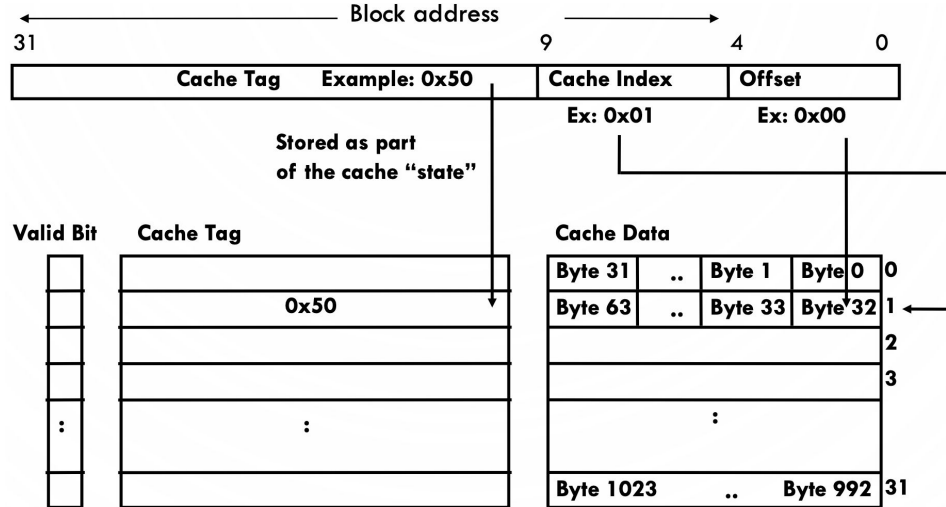 Block address
31 9 4 0
Cache Tag Example: 0x50 Cache Index Offset
Ex: 0x01 Ex: 0x00
Stored as part
of the cache “state”
Valid Bit Cache Tag Cache Data
Byte 31 .. Byte 1 Byte 0 0
0x50 Byte 63 .. Byte 33 Byte 32 1
2
3
: : :
Byte 1023 .. Byte 992 31